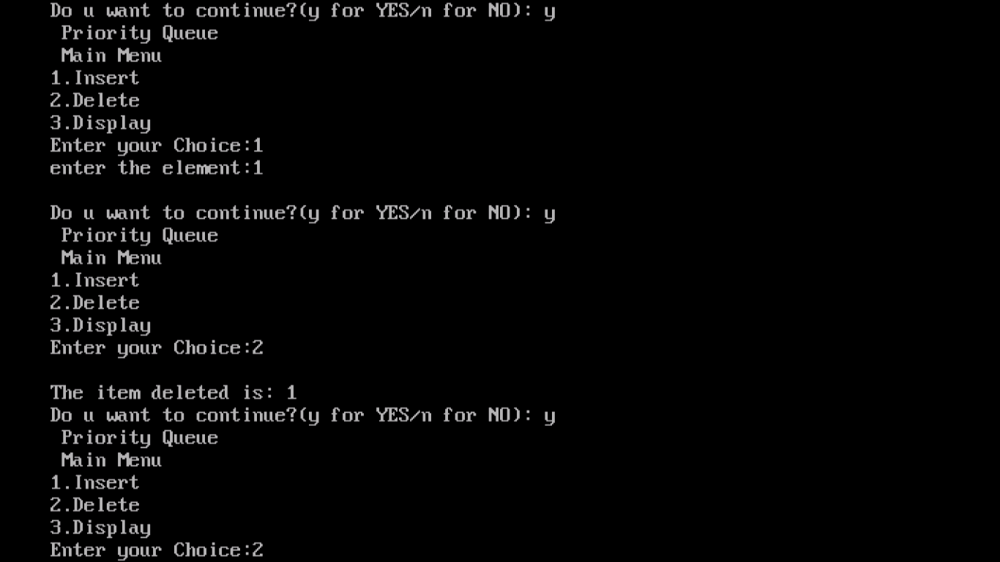 Do u want to continue?(y for YES/n for NO): y
Priority Queue
Main Menu
1.Insert
2.Delete
3.Display
Enter your Choice:1
enter the element:1
Do u want to continue?(y for YES/n for NO): y
Priority Queue
Main Menu
1.Insert
2.Delete
3.Display
Enter your Choice:2
The item deleted is: 1
Do u want to continue?(y for YES/n for NO): y
Priority Queue
Main Menu
1.Insert
2.Delete
3.Display
Enter your Choice:2